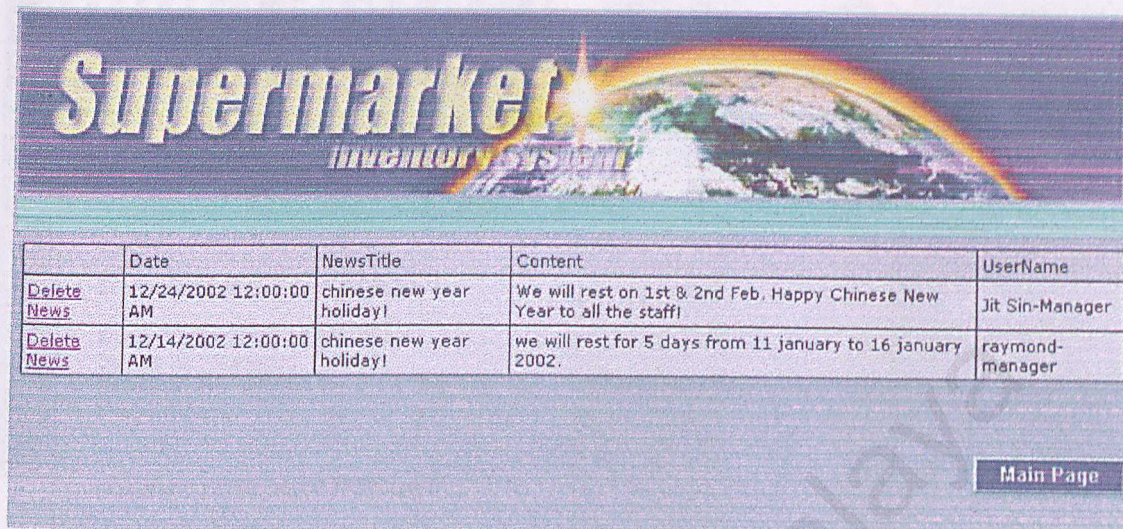 Supermarket
inventory system
Date NewsTitle Content UserName
Delete News 12/24/2002 12:00:00 AM chinese new year holiday! We will rest on 1st & 2nd Feb. Happy Chinese New Year to all the staff! Jit Sin-Manager
Delete News 12/14/2002 12:00:00 AM chinese new year holiday! we will rest for 5 days from 11 january to 16 january 2002. raymond-manager
Main Page